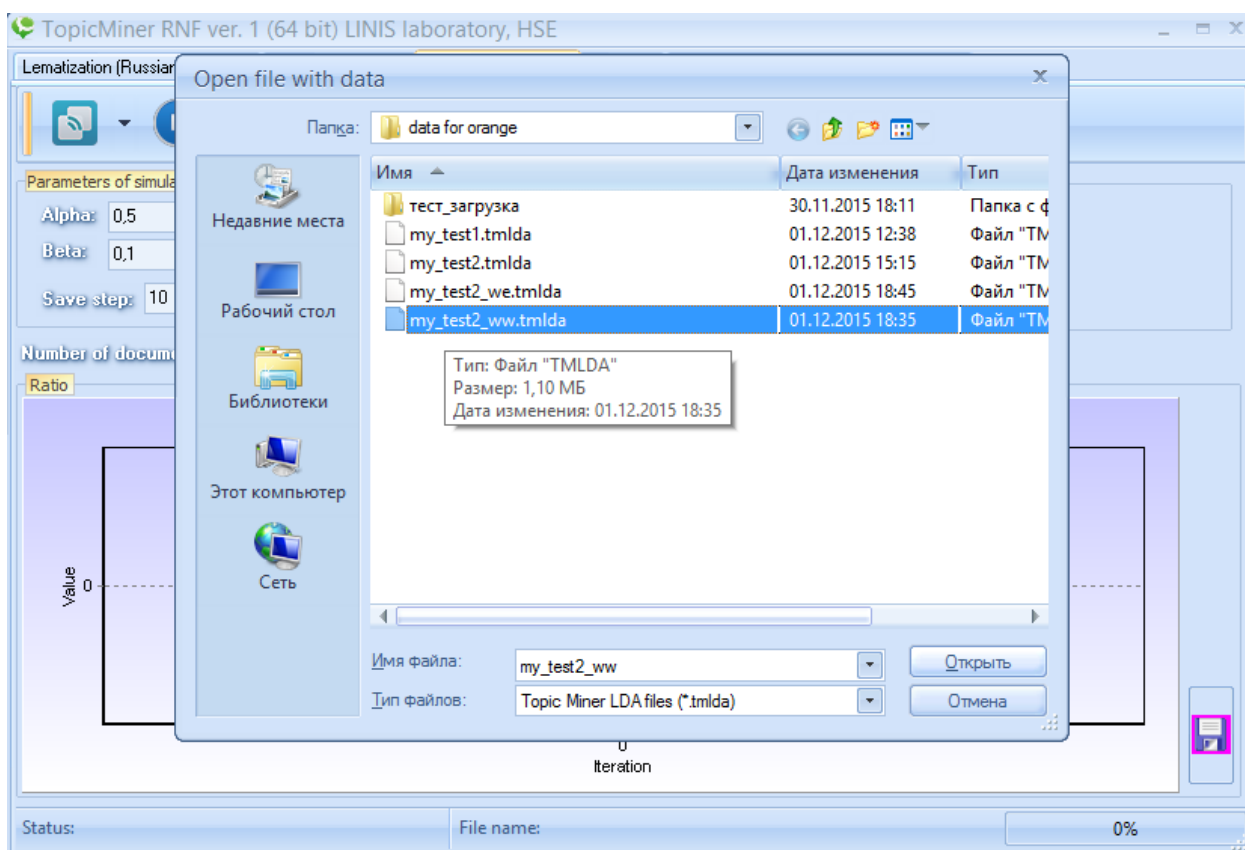 TopicMiner RNF ver. 1 (64 bit) LINIS laboratory, HSE
Lematization (Russian
Open file with data
Папка: data for orange
Parameters of simula
Alpha: 0,5
Beta: 0,1
Save step: 10
Number of docume
Ratio
Недавние места
Рабочий стол
Библиотеки
Этот компьютер
Сеть
Имя Дата изменения Тип
тест_загрузка 30.11.2015 18:11 Папка с ф
my_test1.tmlda 01.12.2015 12:38 Файл "TM
my_test2.tmlda 01.12.2015 15:15 Файл "TM
my_test2_we.tmlda 01.12.2015 18:45 Файл "TM
my_test2_ww.tmlda 01.12.2015 18:35 Файл "TM
Тип: Файл "TMLDA"
Размер: 1,10 МБ
Дата изменения: 01.12.2015 18:35
Имя файла: my_test2_ww Открыть
Тип файлов: Topic Miner LDA files (*.tmlda) Отмена
Value
0
0
Iteration
Status: File name: 0%